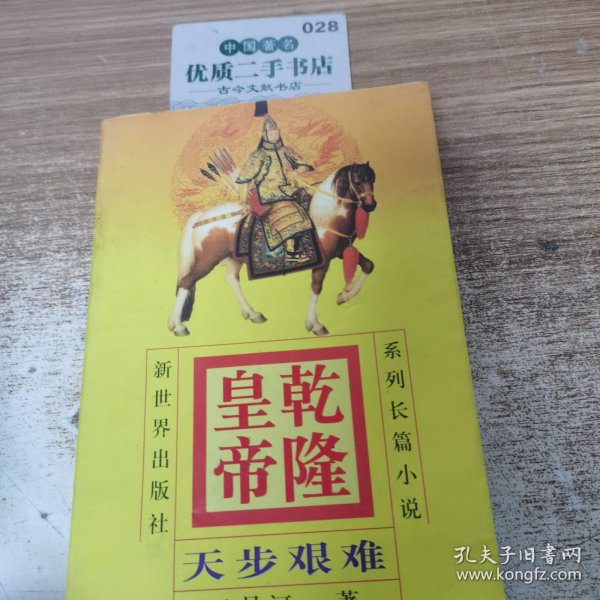 028
中国著名
优质二手书店
古今文献书店
系列长篇小说
乾隆
皇帝
新世界出版社
天步艰难
著
孔夫子旧书网
www.kongfz.com